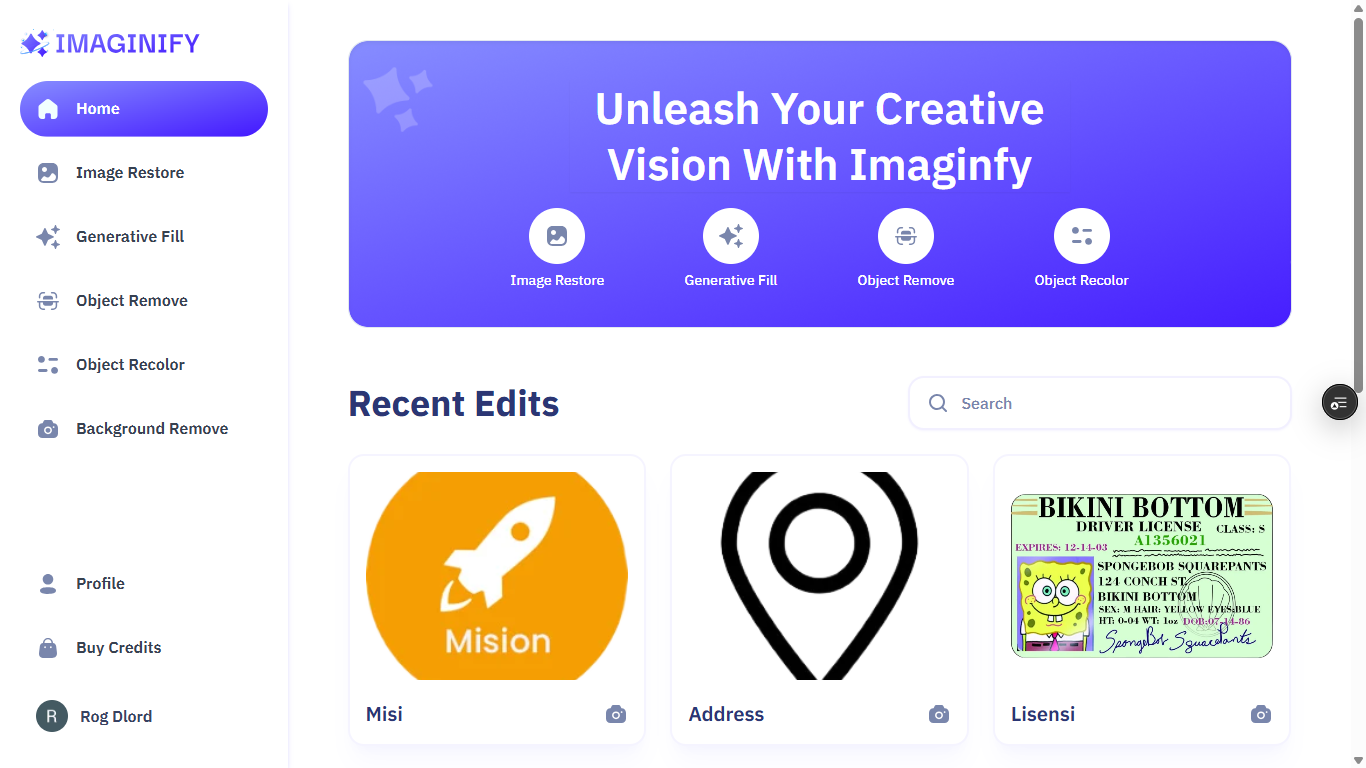 IMAGINIFY
Home
Image Restore
Generative Fill
Object Remove
Object Recolor
Background Remove
Profile
Buy Credits
R
Rog Dlord
Unleash Your Creative
Vision With Imaginfy
Image Restore
Generative Fill
Object Remove
Object Recolor
Recent Edits
Search
Mision
Misi
Address
BIKINI BOTTOM
DRIVER LICENSE
CLASS: S
A1356021
EXPIRES: 12-14-03
SPONGEBOB SQUAREPANTS
124 CONCH ST.
BIKINI BOTTOM
SEX: M HAIR: YELLOW EYES:BLUE
HT: 0-04 WT: 1oz DOB:07-14-86
SpongeBob SquarePants
Lisensi